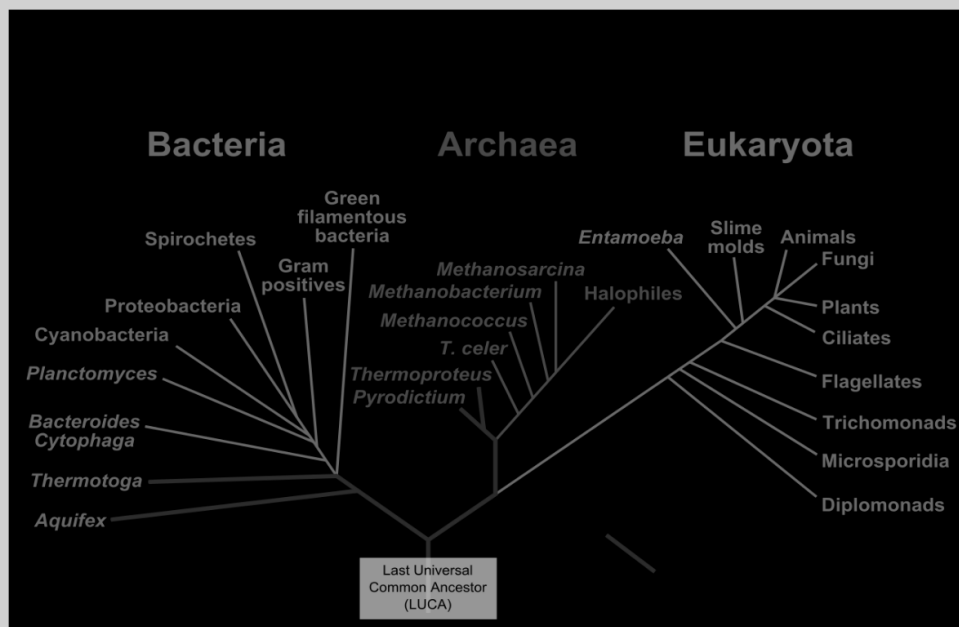 Bacteria
Archaea
Eukaryota
Green
filamentous
bacteria
Spirochetes
Gram
positives
Proteobacteria
Cyanobacteria
Planctomyces
Bacteroides
Cytophaga
Thermotoga
Aquifex
Methanosarcina
Methanobacterium
Halophiles
Methanococcus
T. celer
Thermoproteus
Pyrodictium
Entamoeba
Slime
molds
Animals
Fungi
Plants
Ciliates
Flagellates
Trichomonads
Microsporidia
Diplomonads
Last Universal
Common Ancestor
(LUCA)